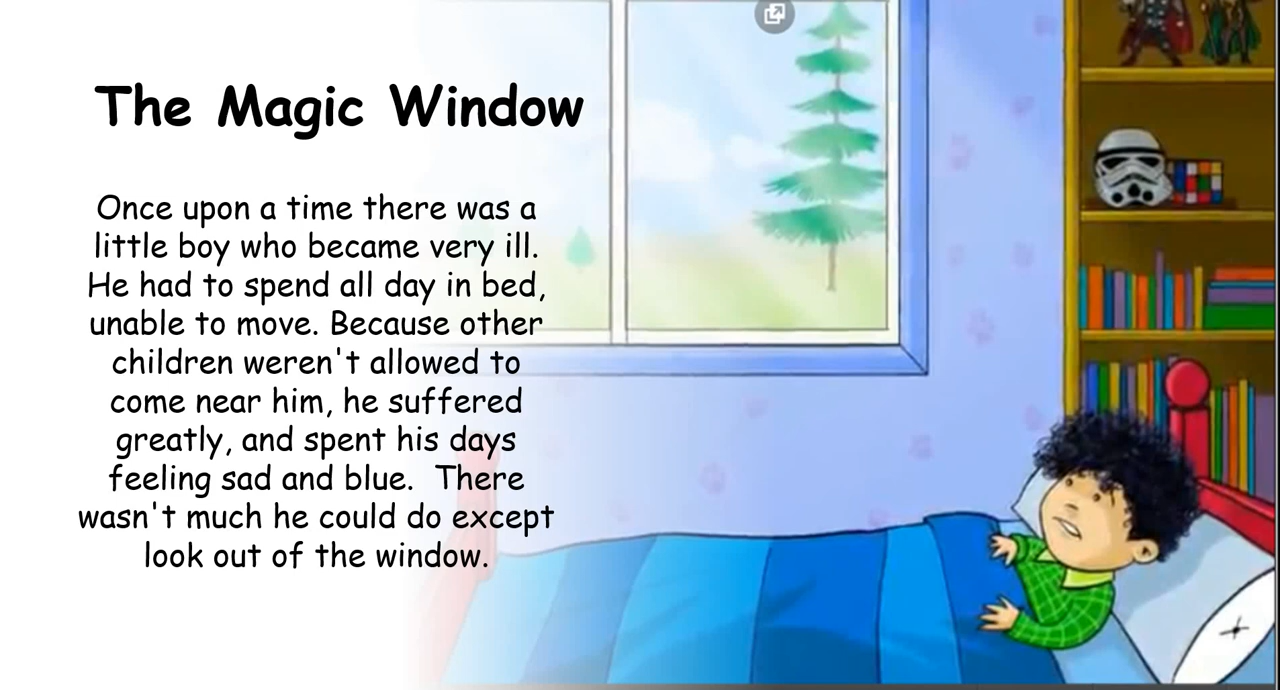 The Magic Window
Once upon a time there was a
little boy who became very ill.
He had to spend all day in bed,
unable to move. Because other
children weren't allowed to
come near him, he suffered
greatly, and spent his days
feeling sad and blue.  There
wasn't much he could do except
look out of the window.